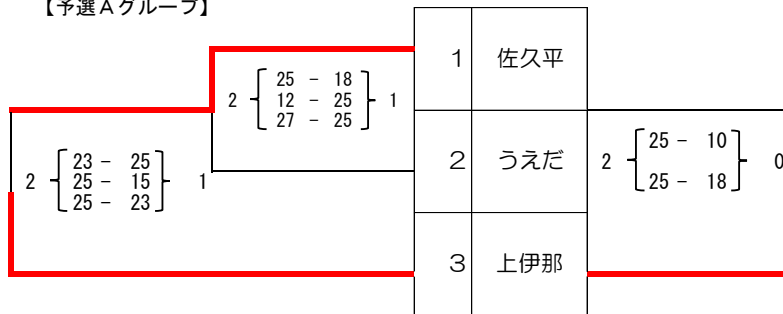 【予選Aグループ】
1 佐久平
2 25 - 18 1
12 - 25
27 - 25
2 うえだ
2 25 - 10 0
25 - 18
2 23 - 25 1
25 - 15
25 - 23
3 上伊那